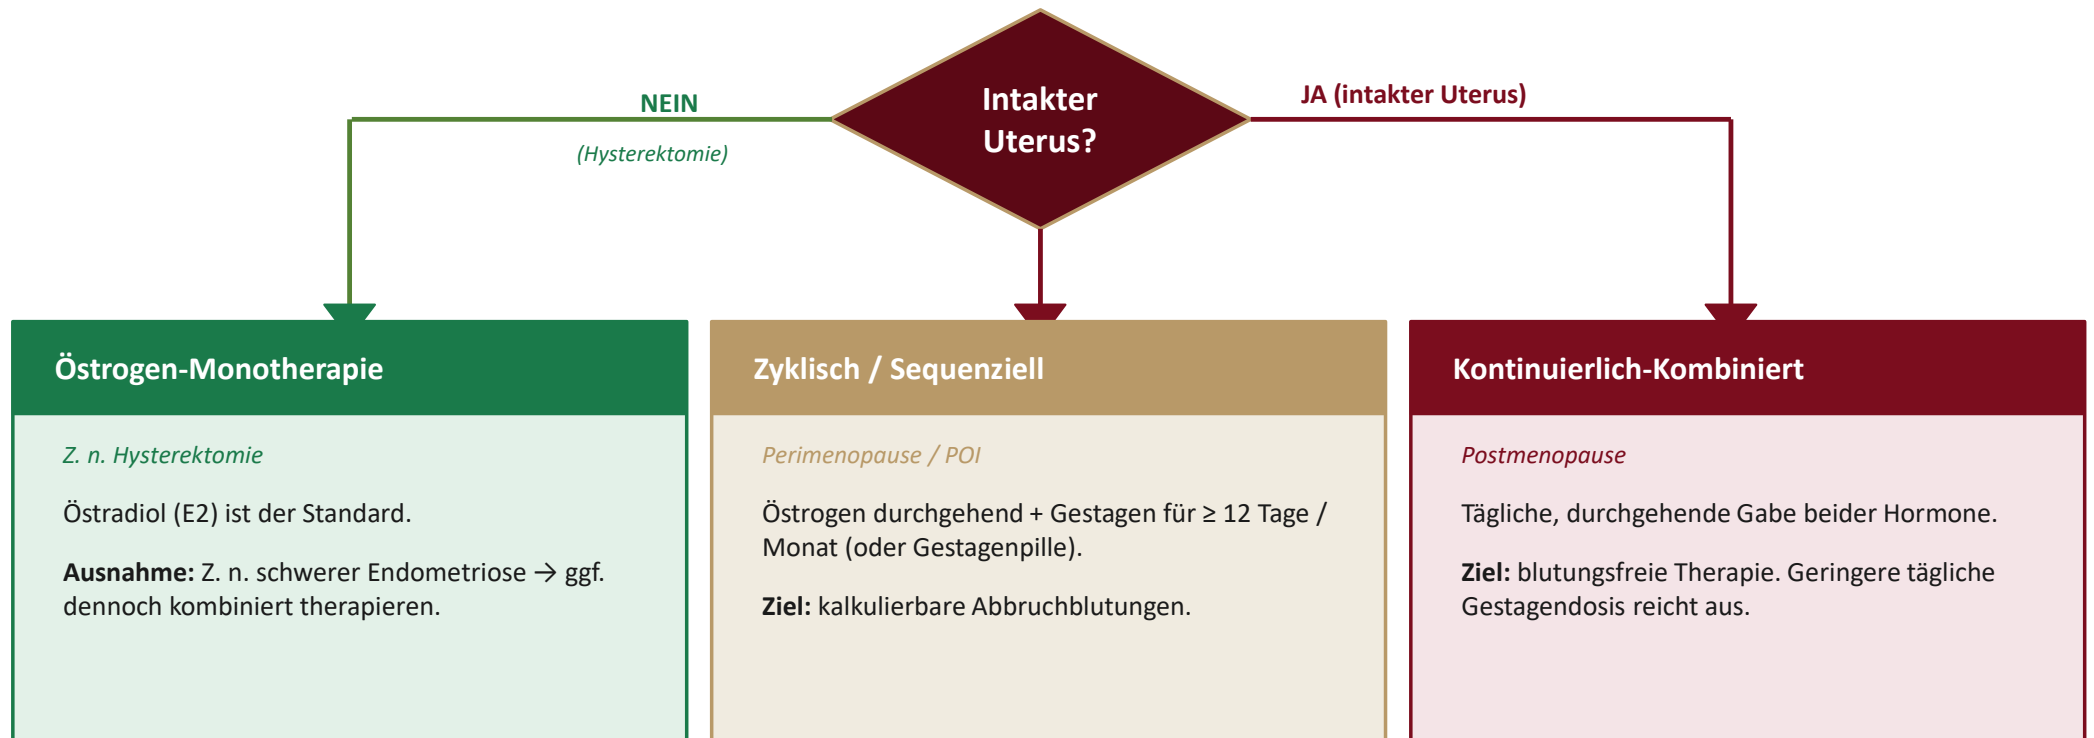 Intakter
Uterus?
NEIN
(Hysterektomie)
JA (intakter Uterus)
Östrogen-Monotherapie
Z. n. Hysterektomie
Östradiol (E2) ist der Standard.
Ausnahme: Z. n. schwerer Endometriose → ggf.
dennoch kombiniert therapieren.
Zyklisch / Sequenziell
Perimenopause / POI
Östrogen durchgehend + Gestagen für ≥ 12 Tage /
Monat (oder Gestagenpille).
Ziel: kalkulierbare Abbruchblutungen.
Kontinuierlich-Kombiniert
Postmenopause
Tägliche, durchgehende Gabe beider Hormone.
Ziel: blutungsfreie Therapie. Geringere tägliche
Gestagendosis reicht aus.